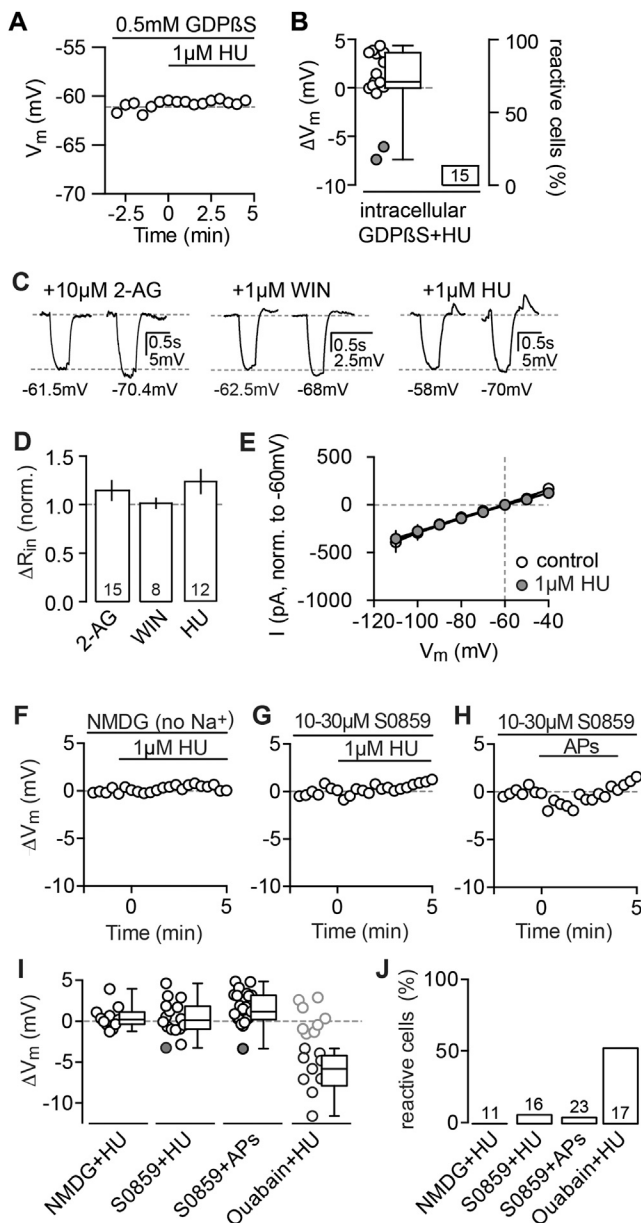 A
0.5mM GDPßS
1µM HU
-55
-60
-65
-70
Vm (mV)
-2.5 0 2.5 5
Time (min)
B
5
0
-5
-10
ΔVm (mV)
100
50
0
reactive cells (%)
15
intracellular
GDPßS+HU
C
+10µM 2-AG
+1µM WIN
+1µM HU
0.5s
5mV
0.5s
2.5mV
0.5s
5mV
-61.5mV
-70.4mV
-62.5mV
-68mV
-58mV
-70mV
D
1.5
1.0
0.5
0.0
ΔRin (norm.)
15
8
12
2-AG
WIN
HU
E
500
0
-500
-1000
I (pA, norm. to -60mV)
control
1µM HU
-120 -100 -80 -60 -40
Vm (mV)
F
NMDG (no Na+)
1µM HU
5
0
-5
-10
ΔVm (mV)
0 5
Time (min)
G
10-30µM S0859
1µM HU
5
0
-5
-10
0 5
Time (min)
H
10-30µM S0859
APs
5
0
-5
-10
0 5
Time (min)
I
5
0
-5
-10
ΔVm (mV)
NMDG+HU
S0859+HU
S0859+APs
Ouabain+HU
J
100
50
0
reactive cells (%)
11
16
23
17
NMDG+HU
S0859+HU
S0859+APs
Ouabain+HU